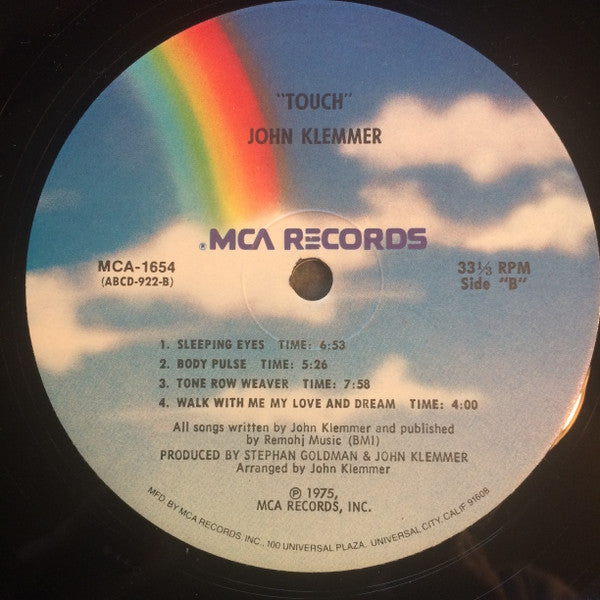 "TOUCH"
JOHN KLEMMER
® MCA RECORDS
MCA-1654
(ABCD-922-B)
33⅓ RPM
Side "B"
1. SLEEPING EYES TIME: 6:53
2. BODY PULSE TIME: 5:26
3. TONE ROW WEAVER TIME: 7:58
4. WALK WITH ME MY LOVE AND DREAM TIME: 4:00
All songs written by John Klemmer and published
by Remohj Music (BMI)
PRODUCED BY STEPHAN GOLDMAN & JOHN KLEMMER
Arranged by John Klemmer
℗ 1975,
MCA RECORDS, INC.
MFD. BY MCA RECORDS, INC., 100 UNIVERSAL PLAZA, UNIVERSAL CITY, CALIF 91608